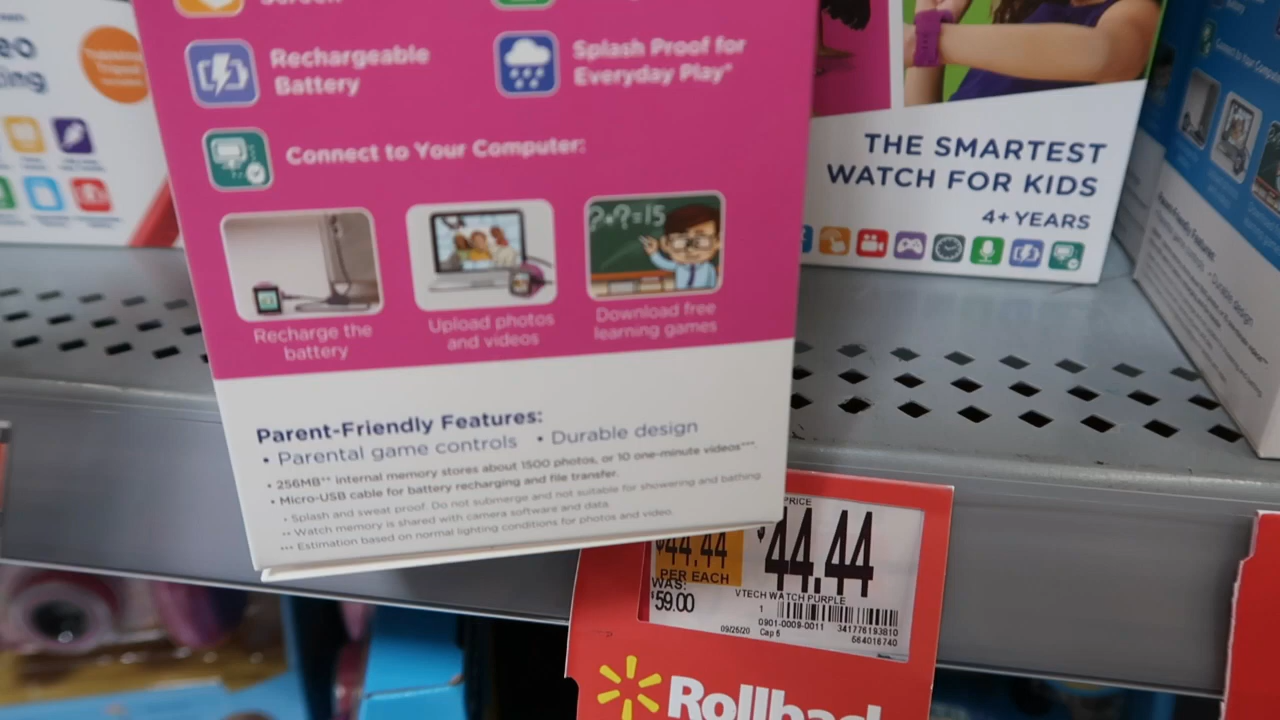 Rechargeable
Battery
Splash Proof for
Everyday Play*
Connect to Your Computer:
?+?=15
Recharge the
battery
Upload photos
and videos
Download free
learning games
Parent-Friendly Features:
• Parental game controls • Durable design
• 256MB** internal memory stores about 1500 photos, or 10 one-minute videos***.
• Micro-USB cable for battery recharging and file transfer.
* Splash and sweat proof. Do not submerge and not suitable for showering and bathing.
** Watch memory is shared with camera software and data.
*** Estimation based on normal lighting conditions for photos and video.
THE SMARTEST
WATCH FOR KIDS
4+ YEARS
PRICE
$44.44
PER EACH
$44.44
WAS:
$59.00
VTECH WATCH PURPLE
1
0901-0009-0011 341776193810
09/25/20 Cap 6 564016740
Rollback